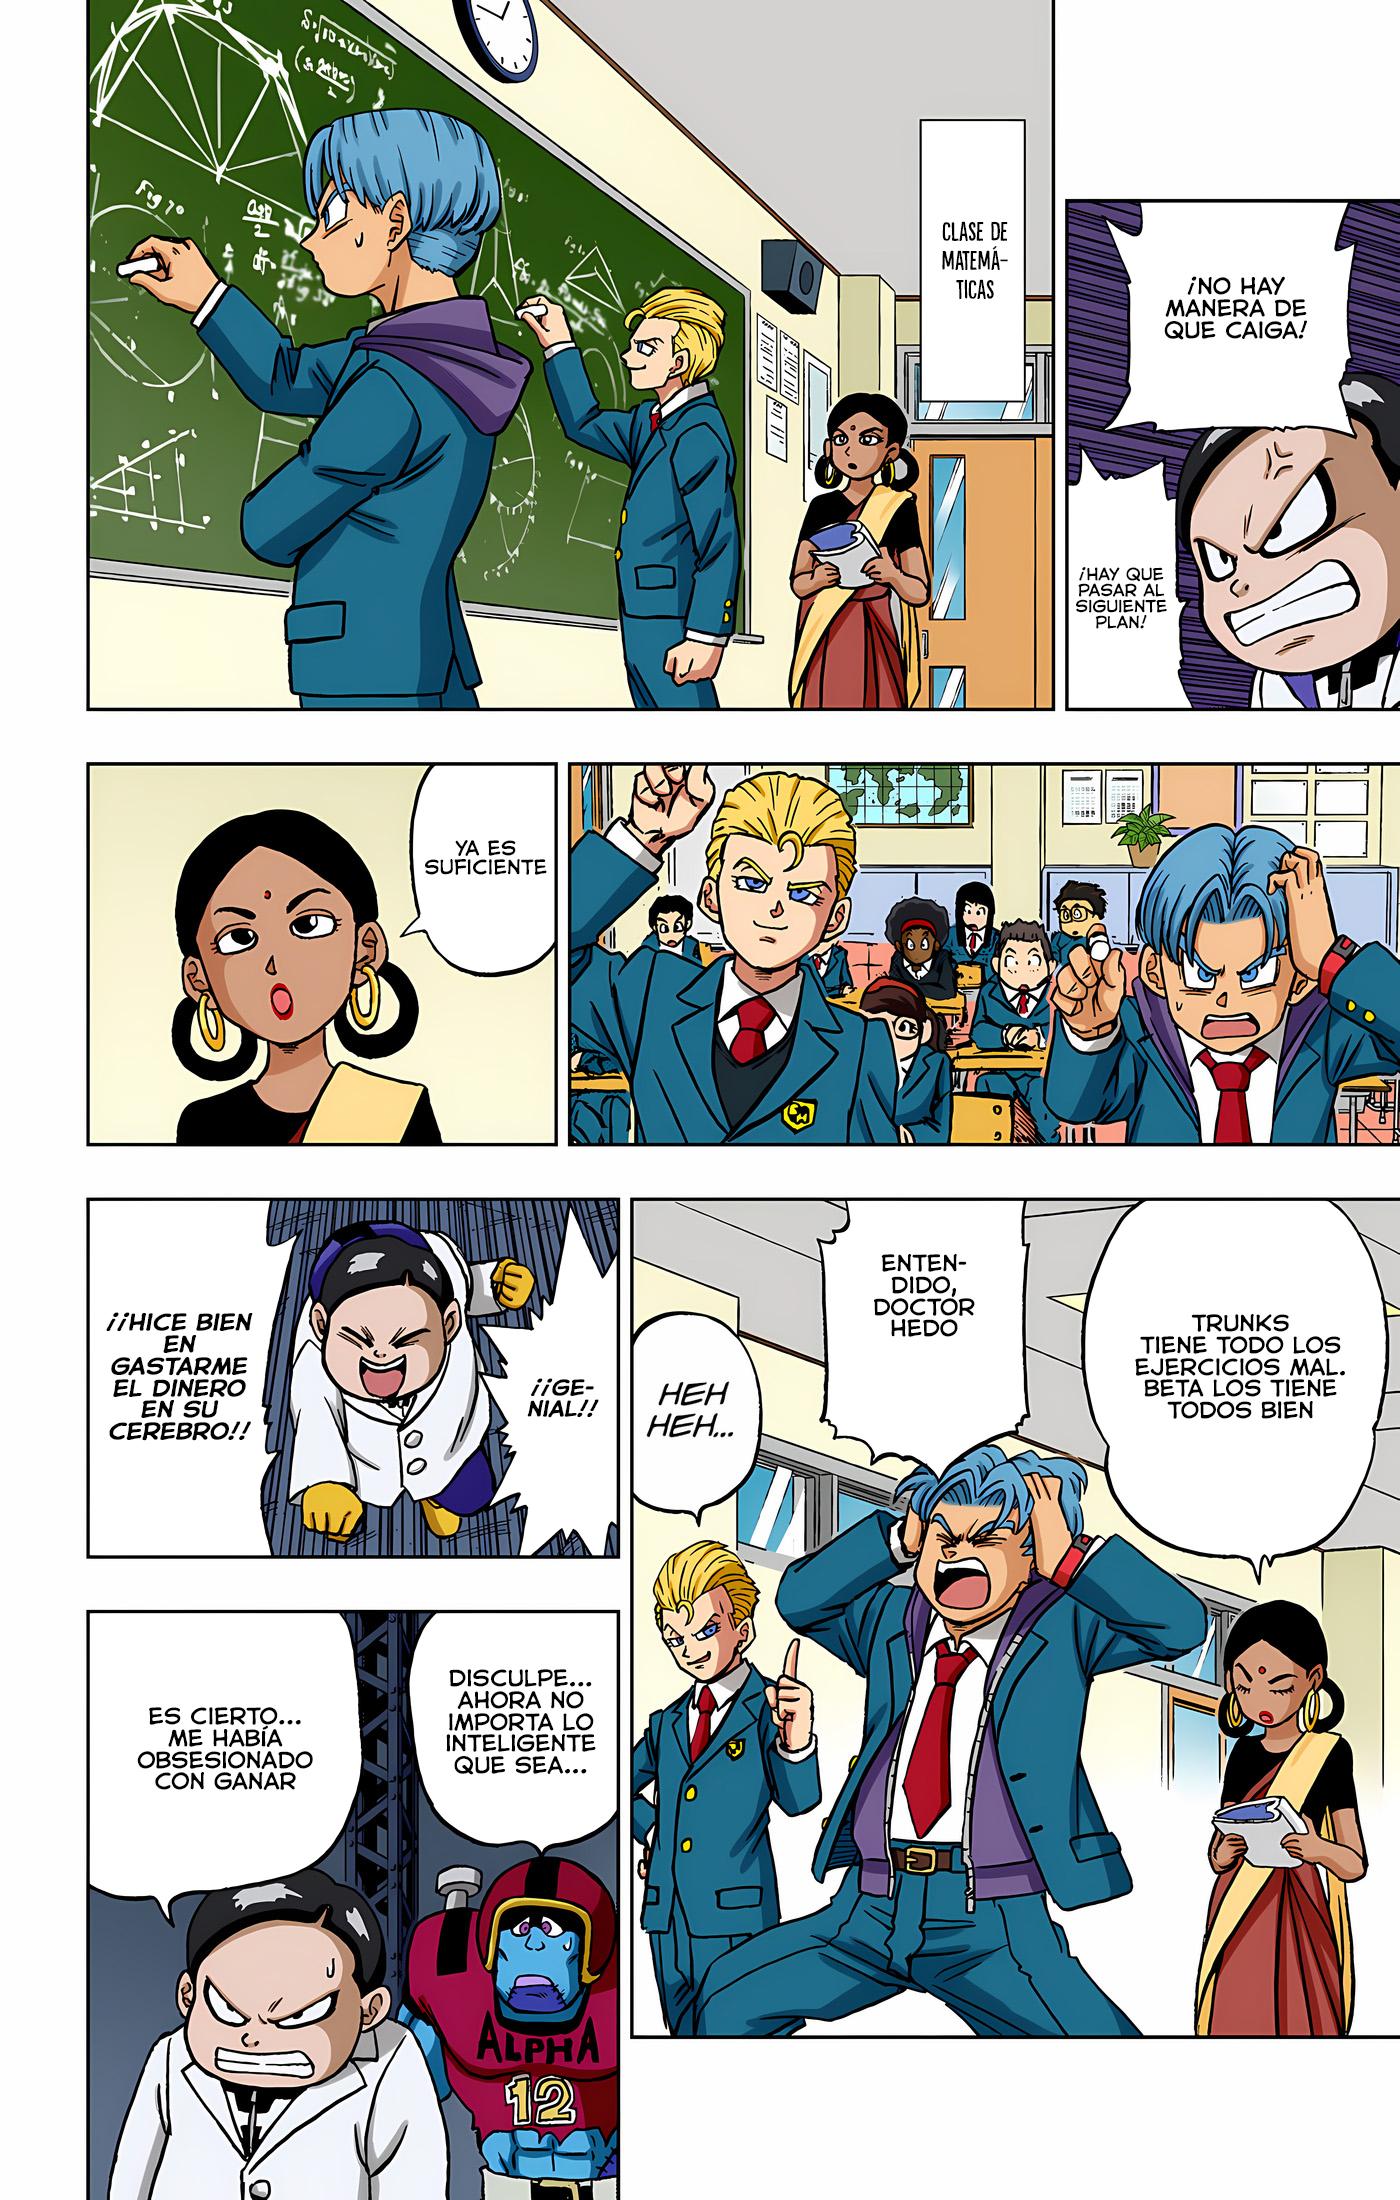 ¡NO HAY
MANERA DE
QUE CAIGA!
¡HAY QUE
PASAR AL
SIGUIENTE
PLAN!
CLASE DE
MATEMÁ-
TICAS
Fig 70
YA ES
SUFICIENTE
TRUNKS
TIENE TODO LOS
EJERCICIOS MAL.
BETA LOS TIENE
TODOS BIEN
ENTEN-
DIDO,
DOCTOR
HEDO
HEH
HEH...
¡¡GE-
NIAL!!
¡¡HICE BIEN
EN
GASTARME
EL DINERO
EN SU
CEREBRO!!
DISCULPE...
AHORA NO
IMPORTA LO
INTELIGENTE
QUE SEA...
ES CIERTO...
ME HABÍA
OBSESIONADO
CON GANAR
ALPHA
12